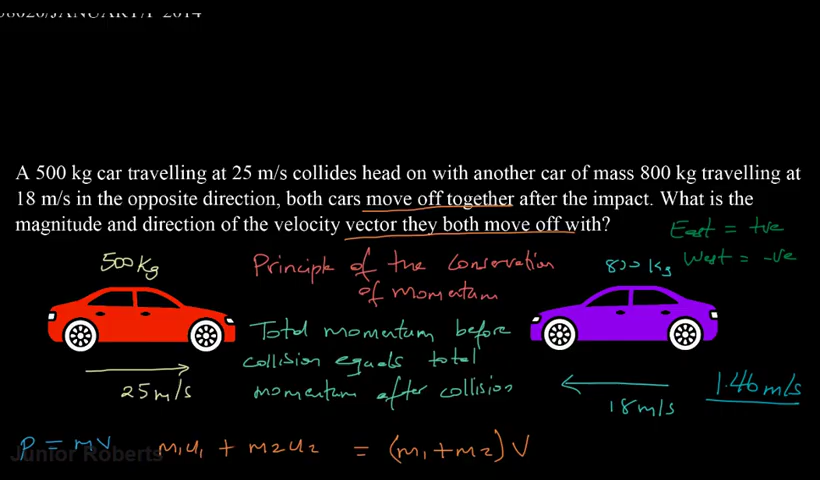 08020/JANUARY/P 2014
A 500 kg car travelling at 25 m/s collides head on with another car of mass 800 kg travelling at
18 m/s in the opposite direction, both cars move off together after the impact. What is the
magnitude and direction of the velocity vector they both move off with?
East = +ve
West = -ve
500 Kg
Principle of the Conservation
of momentum
800 Kg
Total momentum before
collision equals total
momentum after collision
25 m/s
18 m/s
1.46 m/s
P = mV
m₁u₁ + m₂u₂ = (m₁+m₂) V
Junior Roberts